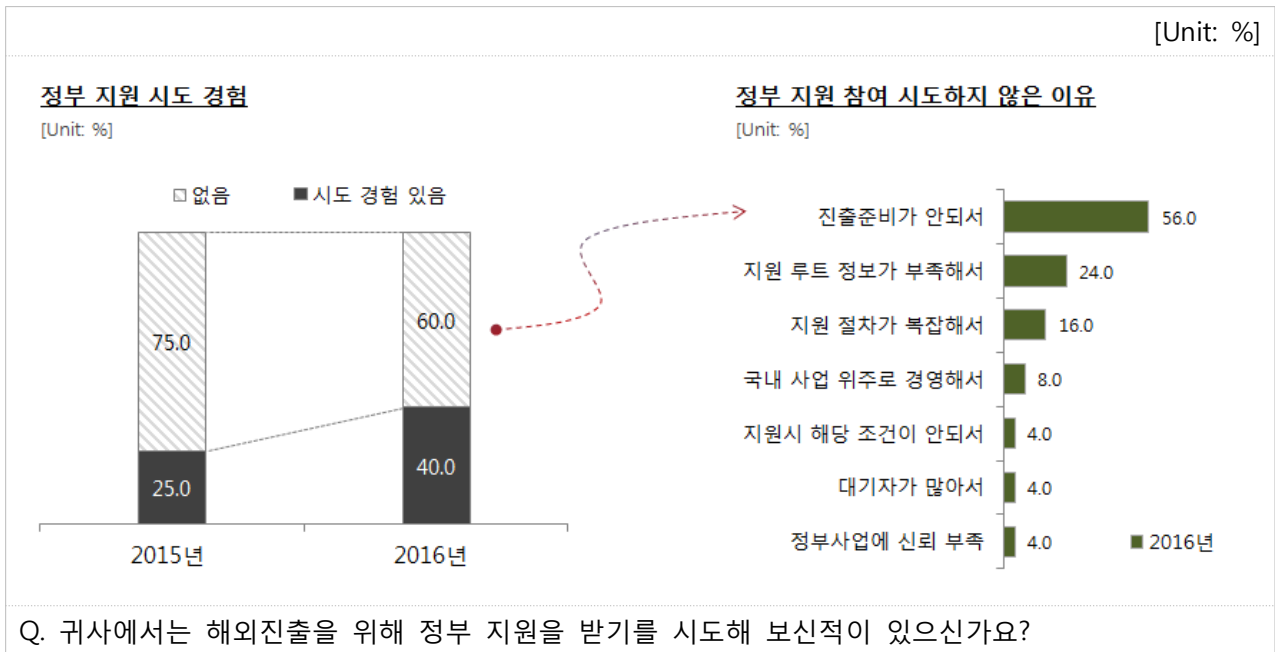 [Unit: %]
정부 지원 시도 경험
[Unit: %]
없음 시도 경험 있음
75.0
60.0
25.0
40.0
2015년 2016년
정부 지원 참여 시도하지 않은 이유
[Unit: %]
진출준비가 안되서 56.0
지원 루트 정보가 부족해서 24.0
지원 절차가 복잡해서 16.0
국내 사업 위주로 경영해서 8.0
지원시 해당 조건이 안되서 4.0
대기자가 많아서 4.0
정부사업에 신뢰 부족 4.0
2016년
Q. 귀사에서는 해외진출을 위해 정부 지원을 받기를 시도해 보신적이 있으신가요?